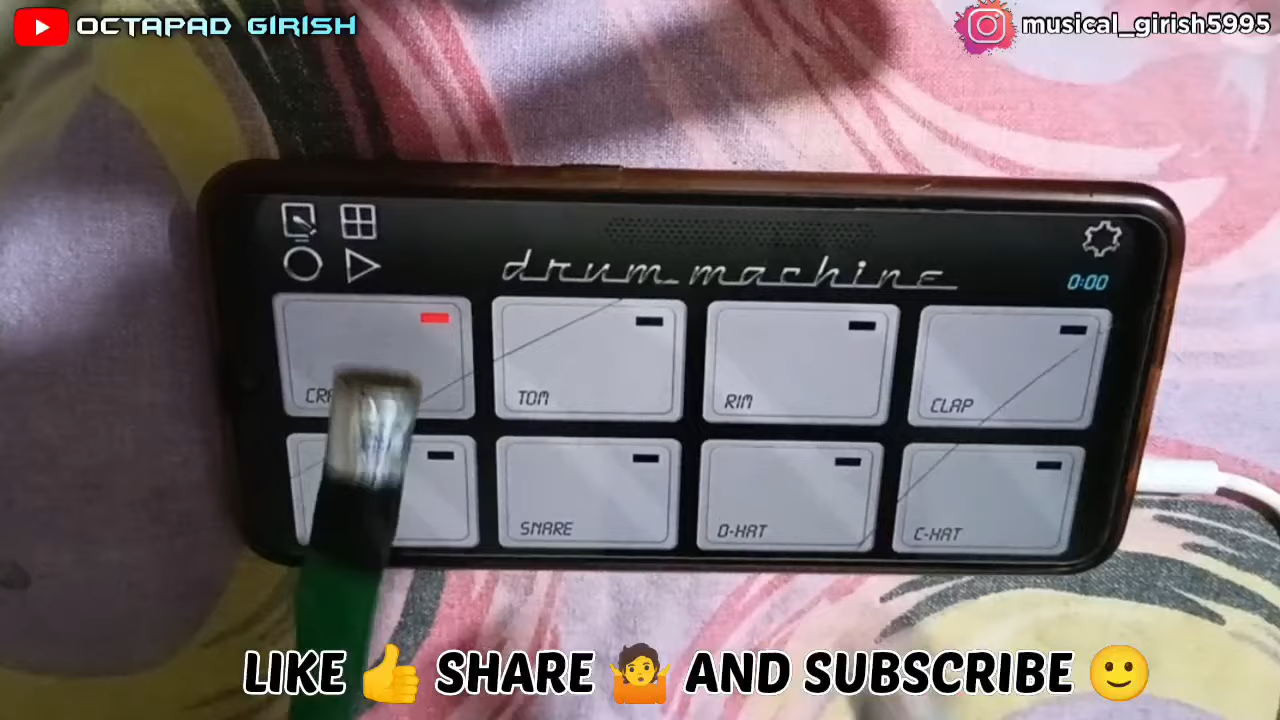 OCTAPAD GIRISH
musical_girish5995
drum machine
0:00
TOM
RIM
CLAP
SNARE
O-HAT
C-HAT
LIKE 👍 SHARE 🤷 AND SUBSCRIBE 🙂